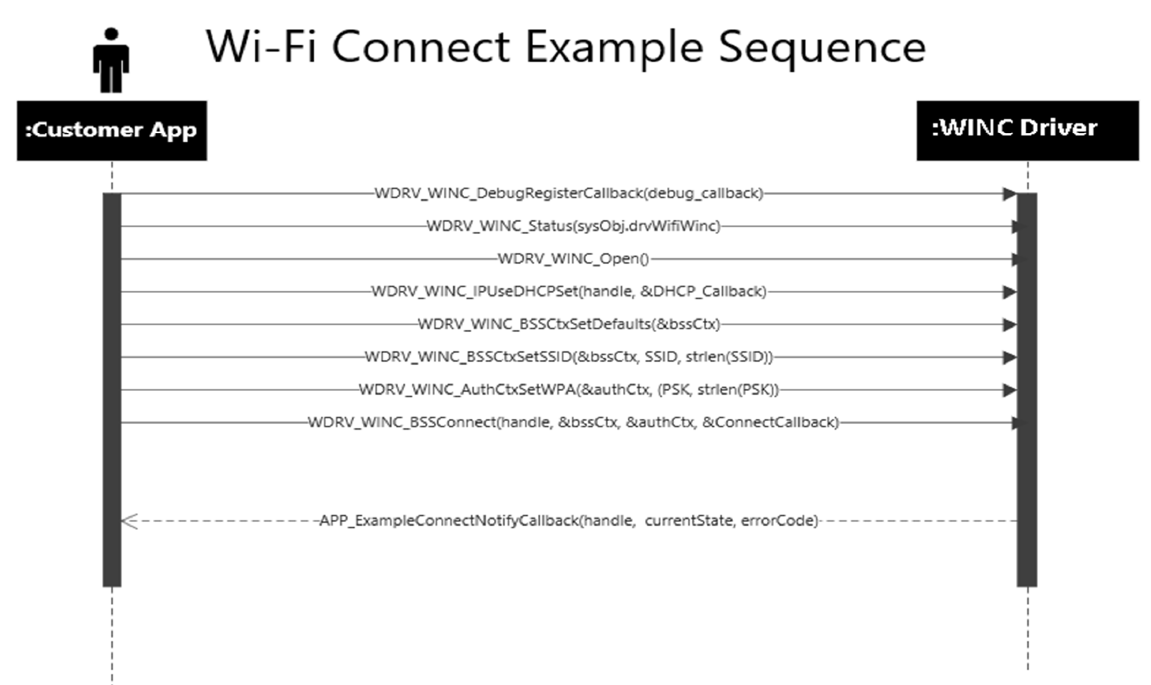 Wi-Fi Connect Example Sequence
:Customer App
:WINC Driver
WDRV_WINC_DebugRegisterCallback(debug_callback)
WDRV_WINC_Status(sysObj.drvWifiWinc)
WDRV_WINC_Open()
WDRV_WINC_IPUseDHCPSet(handle, &DHCP_Callback)
WDRV_WINC_BSSCtxSetDefaults(&bssCtx)
WDRV_WINC_BSSCtxSetSSID(&bssCtx, SSID, strlen(SSID))
WDRV_WINC_AuthCtxSetWPA(&authCtx, (PSK, strlen(PSK))
WDRV_WINC_BSSConnect(handle, &bssCtx, &authCtx, &ConnectCallback)
APP_ExampleConnectNotifyCallback(handle, currentState, errorCode)